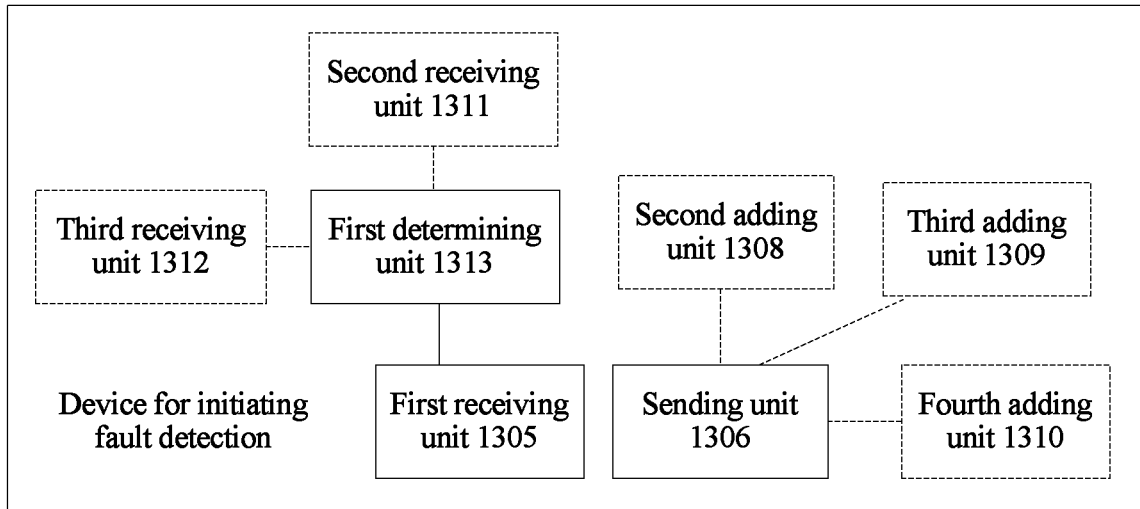 Second receiving
unit 1311
Third receiving
unit 1312
First determining
unit 1313
Second adding
unit 1308
Third adding
unit 1309
Device for initiating
fault detection
First receiving
unit 1305
Sending unit
1306
Fourth adding
unit 1310